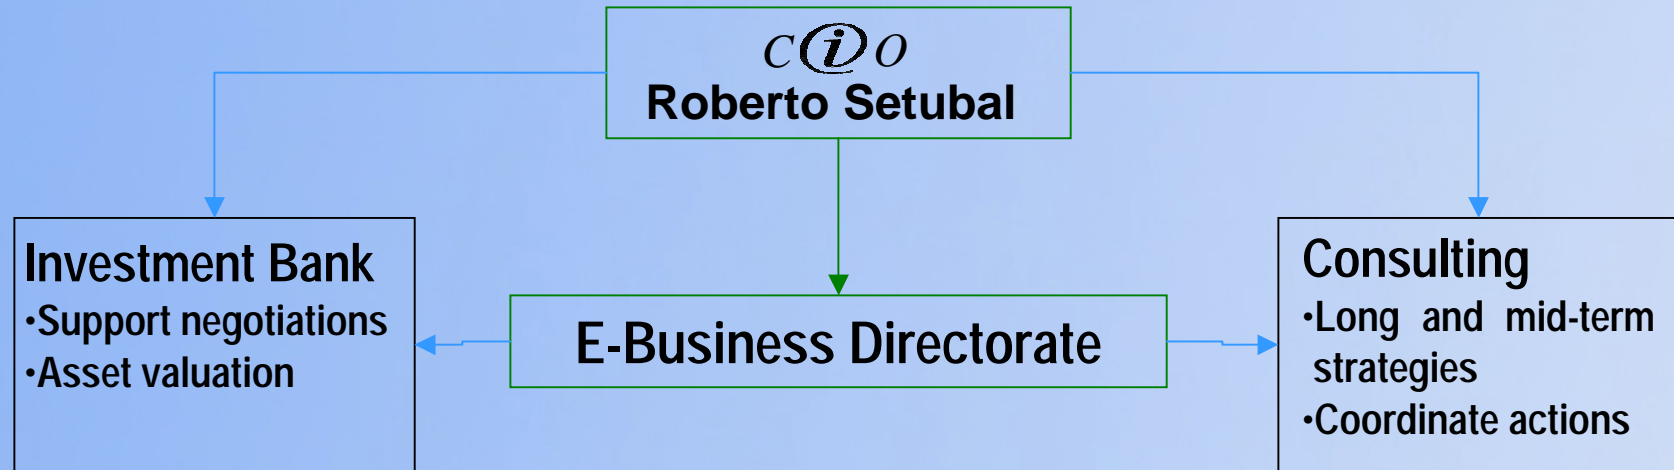 CiO
Roberto Setubal
Investment Bank
•Support negotiations
•Asset valuation
E-Business Directorate
Consulting
•Long and mid-term
strategies
•Coordinate actions